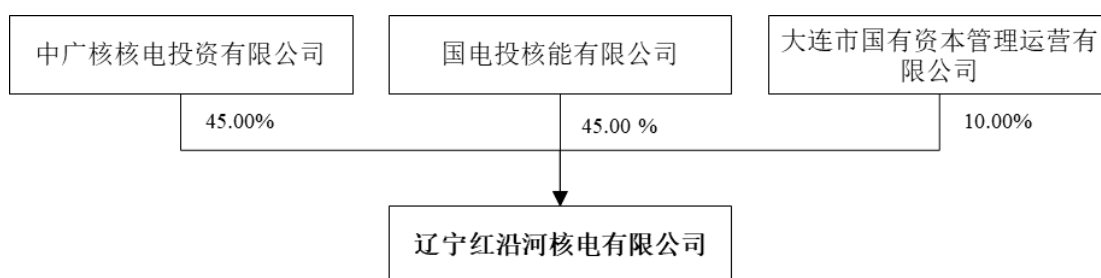 中广核核电投资有限公司
国电投核能有限公司
大连市国有资本管理运营有
限公司
45.00%
45.00 %
10.00%
辽宁红沿河核电有限公司